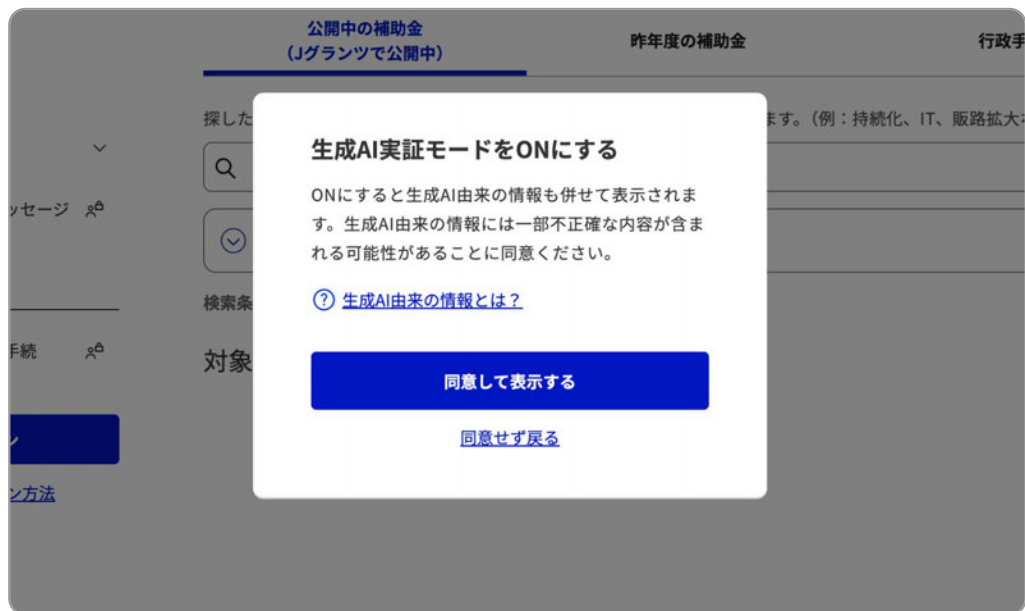 公開中の補助金
(Jグランツで公開中)
昨年度の補助金
行政手
探した
ます。(例:持続化、IT、販路拡大
ッセージ
検索条
手続
対象
ン
ン方法
生成AI実証モードをONにする
ONにすると生成AI由来の情報も併せて表示されま
す。生成AI由来の情報には一部不正確な内容が含ま
れる可能性があることに同意ください。
生成AI由来の情報とは?
同意して表示する
同意せず戻る